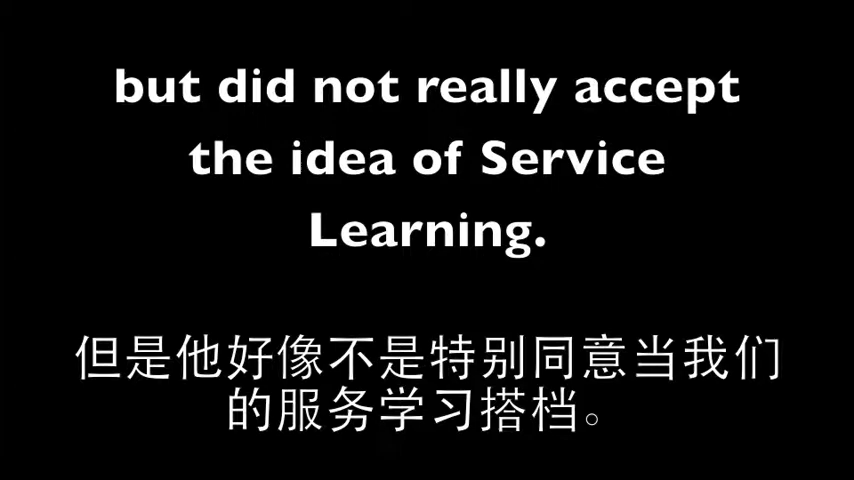 but did not really accept
the idea of Service
Learning.
但是他好像不是特别同意当我们
的服务学习搭档。